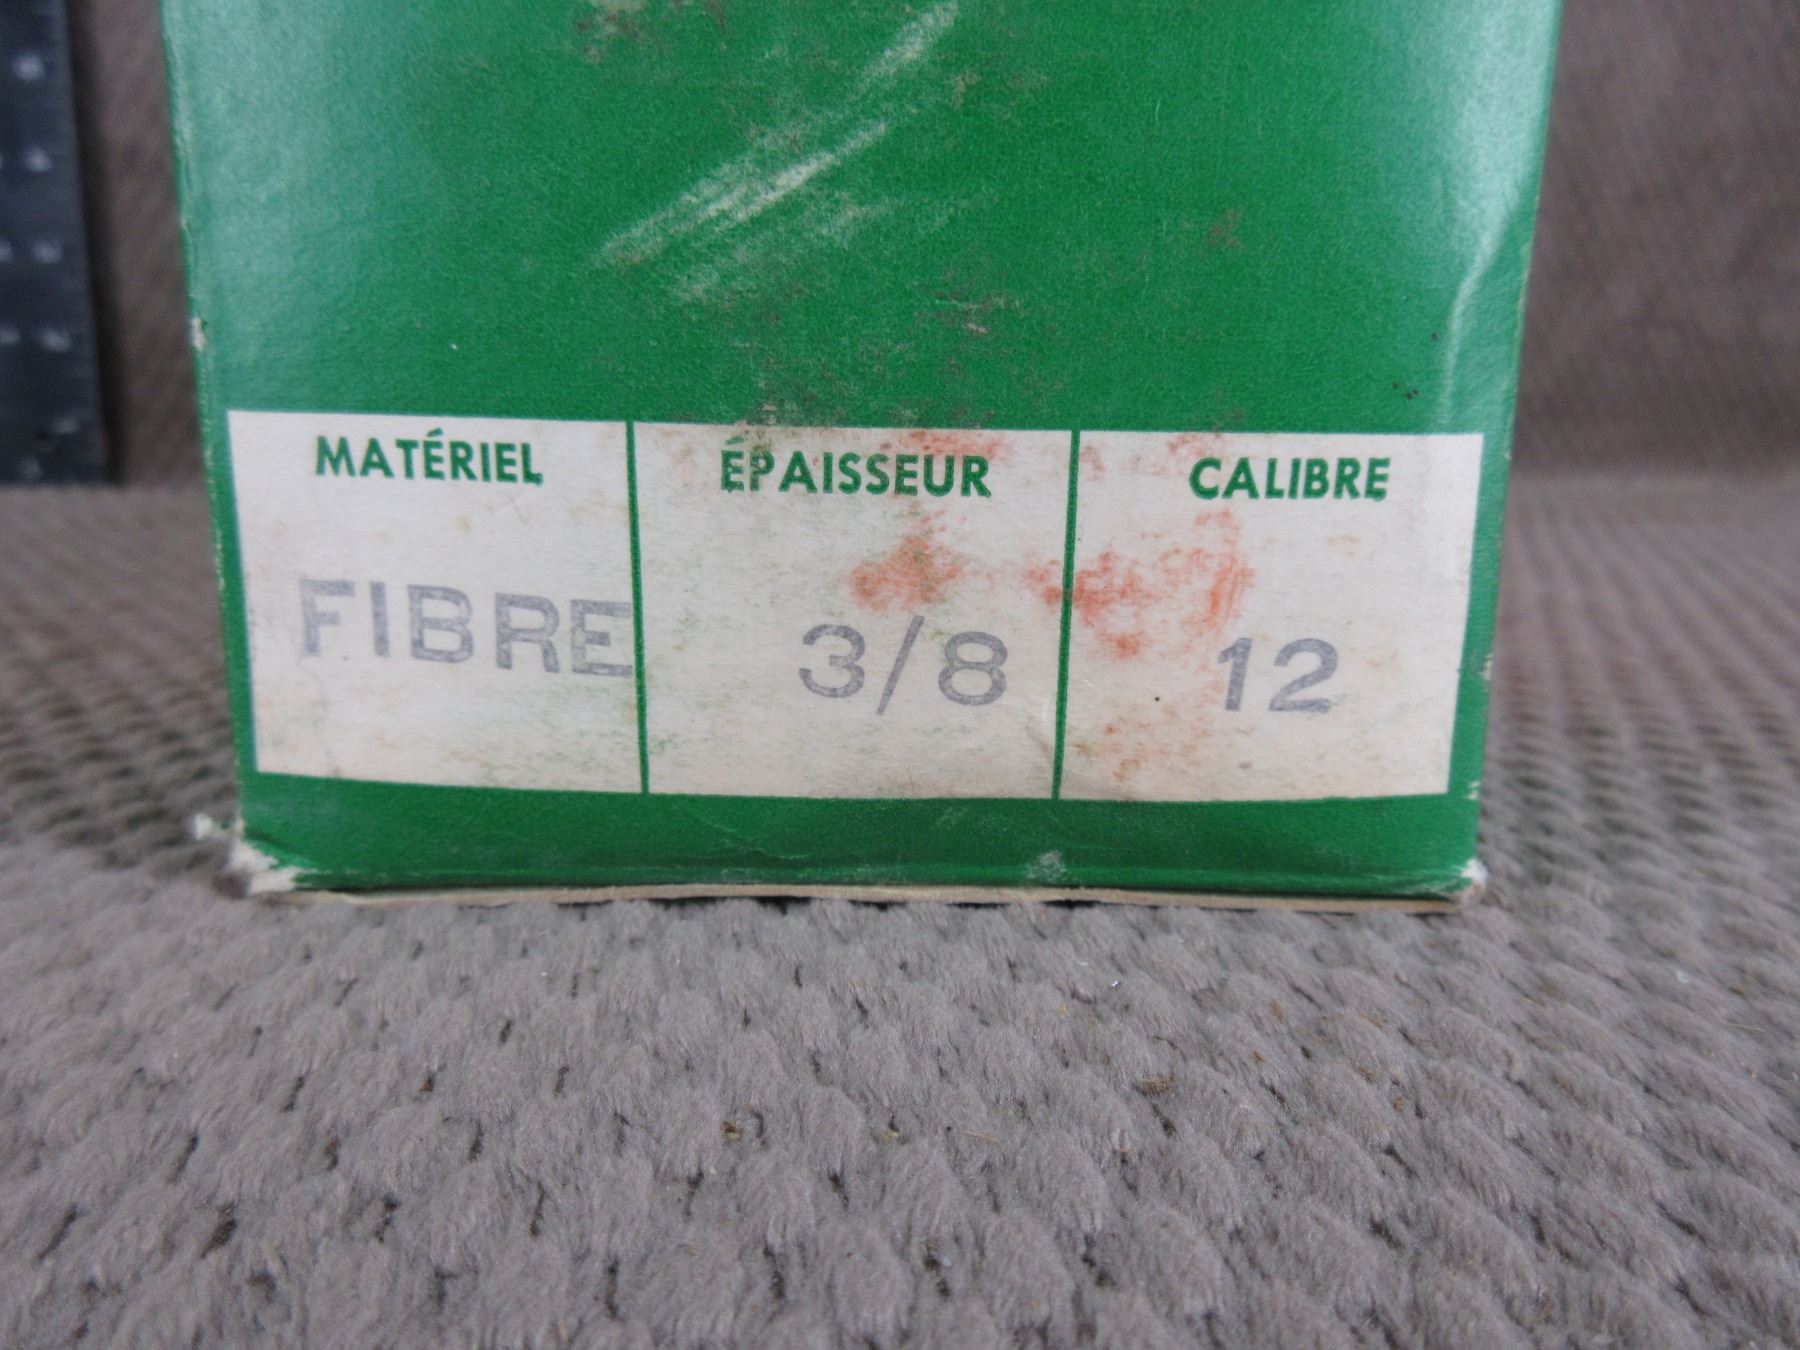 MATÉRIEL ÉPAISSEUR CALIBRE
FIBRE 3/8 12